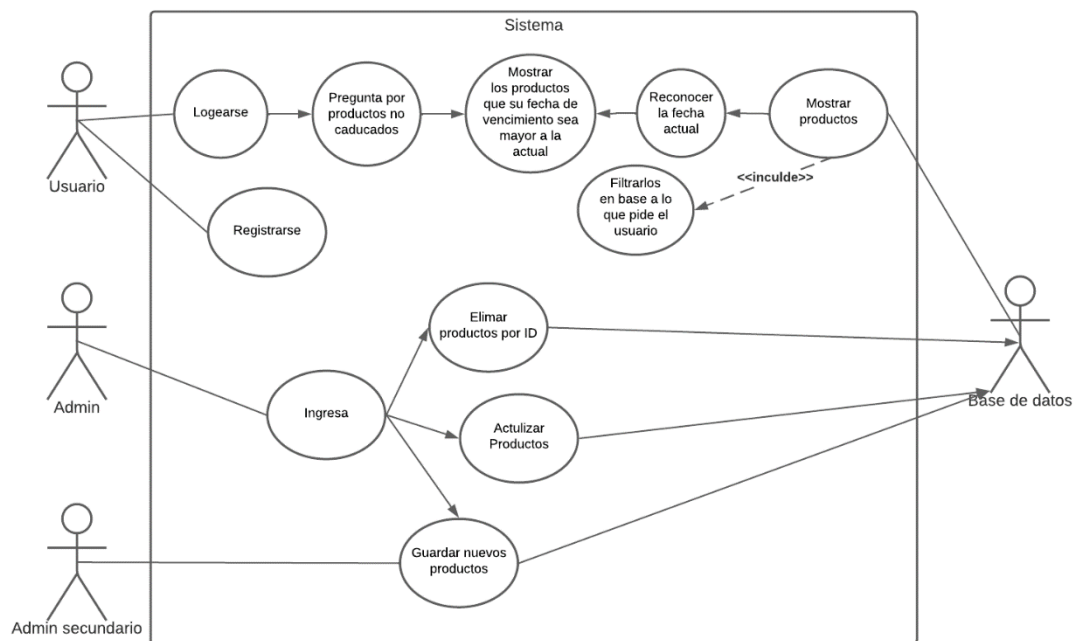 Sistema
Logearse
Pregunta por
productos no
caducados
Mostrar
los productos
que su fecha de
vencimiento sea
mayor a la
actual
Reconocer
la fecha
actual
Mostrar
productos
<<inculde>>
Filtrarlos
en base a lo
que pide el
usuario
Usuario
Registrarse
Elimar
productos por ID
Admin
Ingresa
Base de datos
Actulizar
Productos
Guardar nuevos
productos
Admin secundario